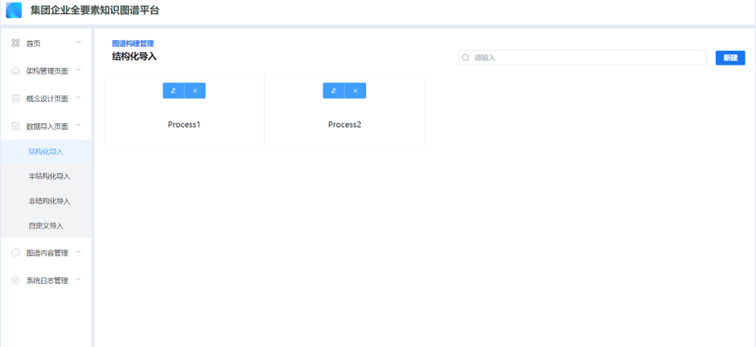 集团企业全要素知识图谱平台
首页
架构管理页面
概念设计页面
数据导入页面
结构化导入
半结构化导入
非结构化导入
自定义导入
图谱内容管理
系统日志管理
图谱构建管理
结构化导入
请输入
新建
Process1
Process2